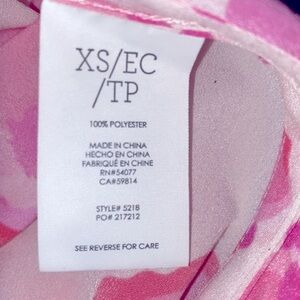 XS/EC
/TP
100% POLYESTER
MADE IN CHINA
HECHO EN CHINA
FABRIQUÉ EN CHINE
RN#54077
CA#59814
STYLE# 5218
PO# 217212
SEE REVERSE FOR CARE